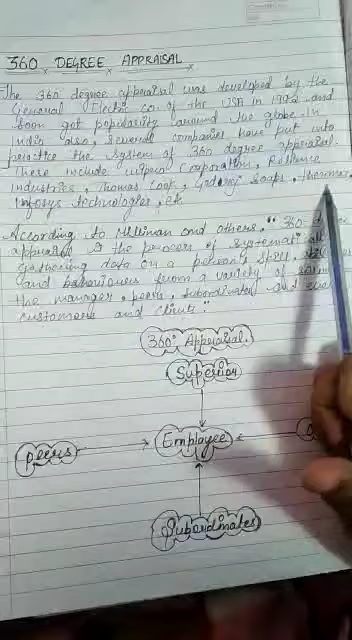 360 DEGREE APPRAISAL
The 360 degree appraisal was developed by the
General Electric co. of the USA in 1992 and
soon got popularity around the globe. In
India also, several companies have put into
practice the system of 360 degree appraisal.
These include wipro Corporation, Reliance
Industries, Thomas Cook, Godrej Soaps,
Infosys technologies, etc
According to Millinan and others, "360
appraisal is the process of systematically
gathering data on a person's skill,
and behaviours from a variety of
the manager, peers, subordinates and even
customers and clients."
360° Appraisal.
Superior
peers
Employee
Subordinates